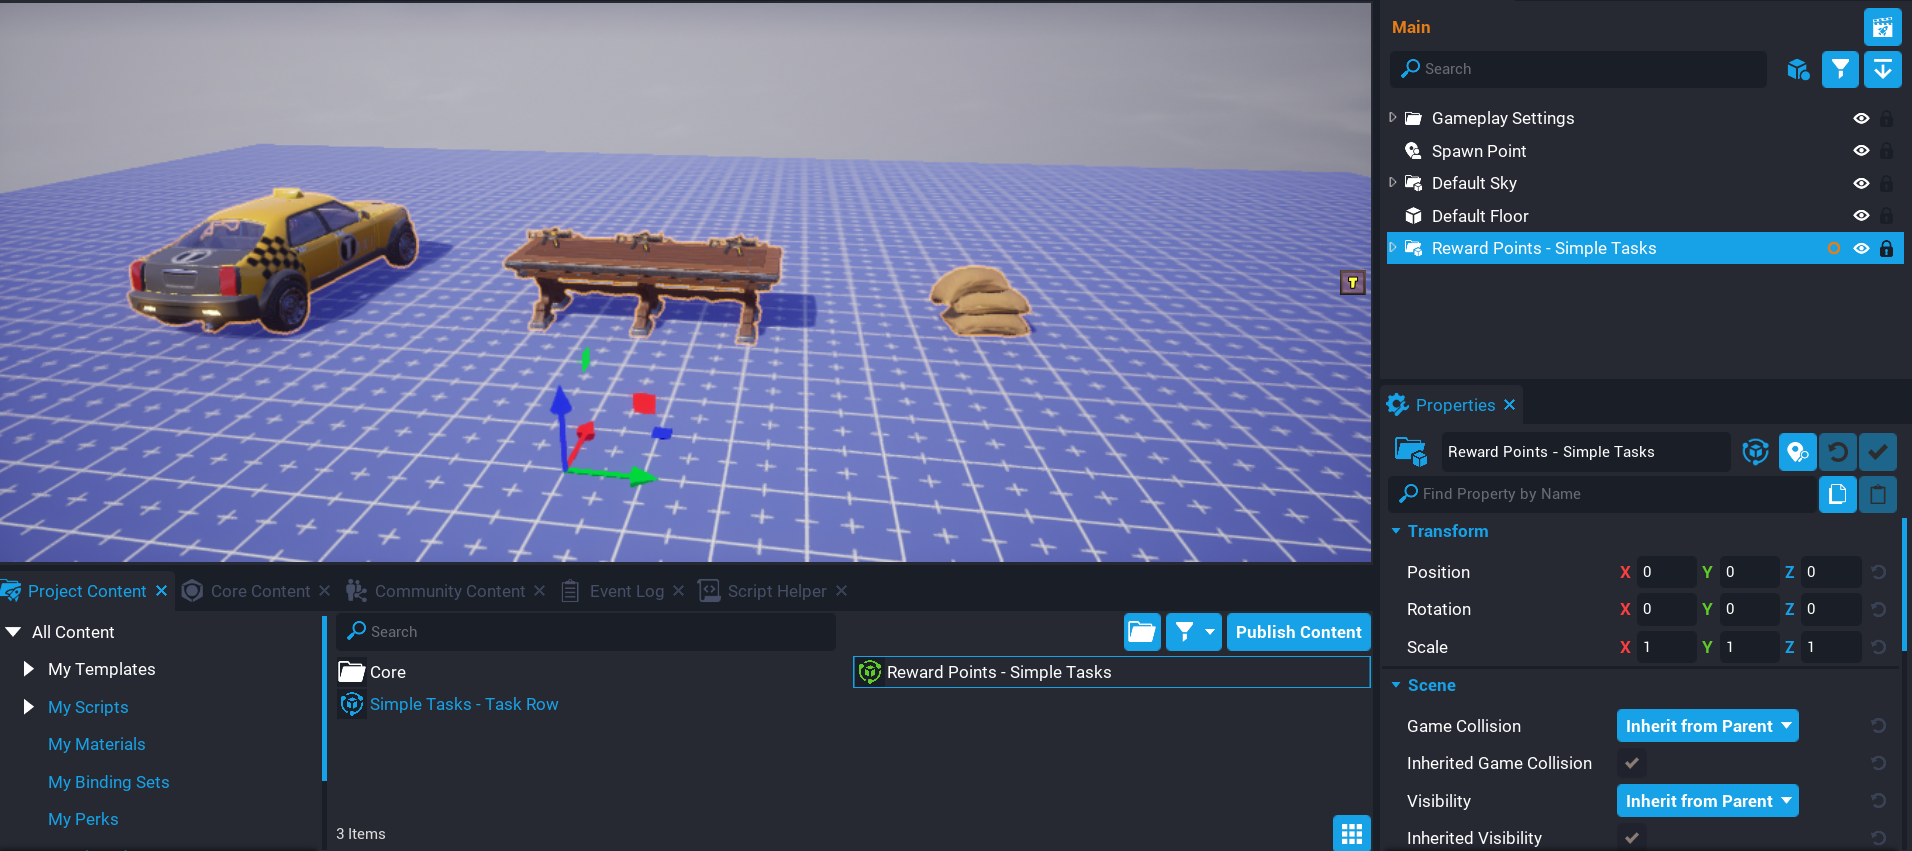 Main
Search
Gameplay Settings
Spawn Point
Default Sky
Default Floor
Reward Points - Simple Tasks
T
Properties
Reward Points - Simple Tasks
Find Property by Name
Transform
Position X 0 Y 0 Z 0
Rotation X 0 Y 0 Z 0
Scale X 1 Y 1 Z 1
Scene
Game Collision Inherit from Parent
Inherited Game Collision
Visibility Inherit from Parent
Inherited Visibility
Project Content Core Content Community Content Event Log Script Helper
All Content
My Templates
My Scripts
My Materials
My Binding Sets
My Perks
Search Publish Content
Core Reward Points - Simple Tasks
Simple Tasks - Task Row
3 Items